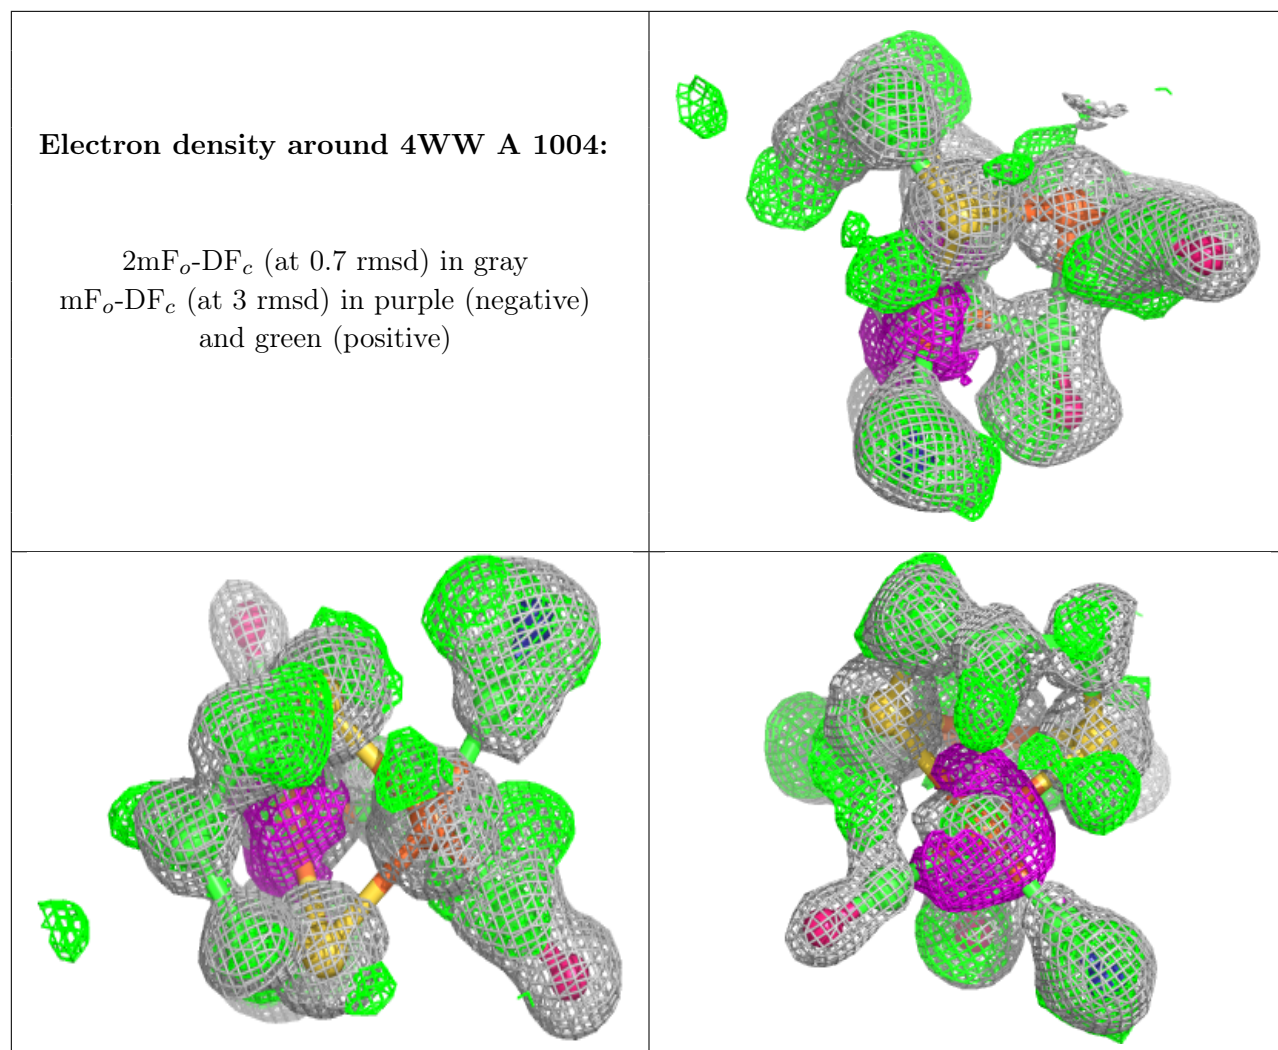 Electron density around 4WW A 1004:
2mFₒ-DF𝒸 (at 0.7 rmsd) in gray
mFₒ-DF𝒸 (at 3 rmsd) in purple (negative)
and green (positive)